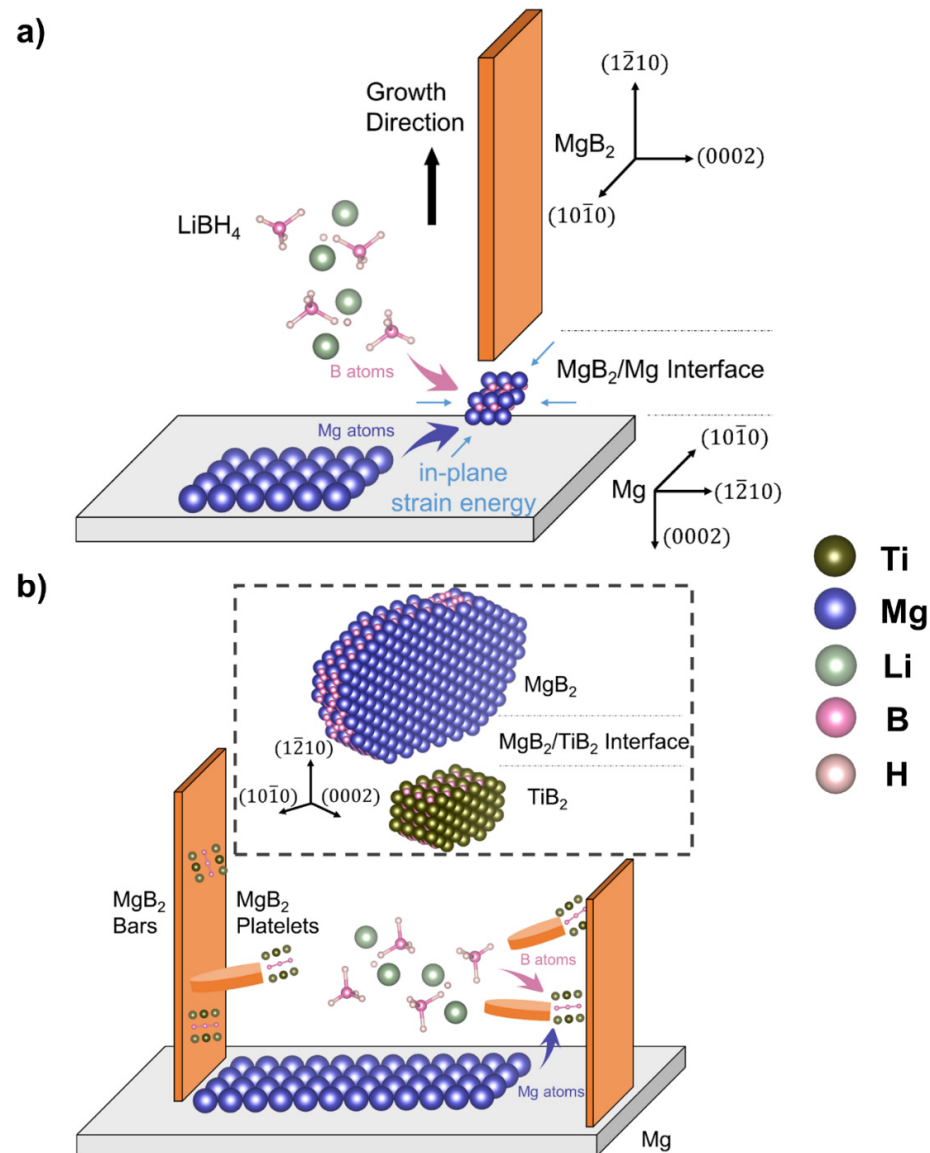 a)
Growth
Direction
(1̅210)
MgB₂
(0002)
(101̅0)
LiBH₄
B atoms
MgB₂/Mg Interface
Mg atoms
in-plane
strain energy
(101̅0)
Mg
(12̅10)
(0002)
b)
MgB₂
MgB₂/TiB₂ Interface
TiB₂
(12̅10)
(101̅0)
(0002)
MgB₂
Bars
MgB₂
Platelets
B atoms
Mg atoms
Mg
Ti
Mg
Li
B
H